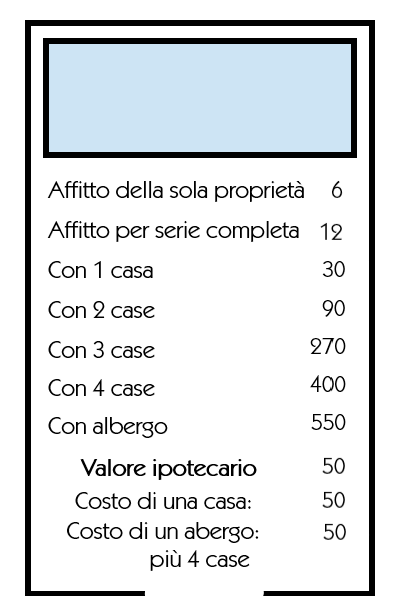 Affitto della sola proprietà 6
Affitto per serie completa 12
Con 1 casa 30
Con 2 case 90
Con 3 case 270
Con 4 case 400
Con albergo 550
Valore ipotecario 50
Costo di una casa: 50
Costo di un abergo: 50
più 4 case